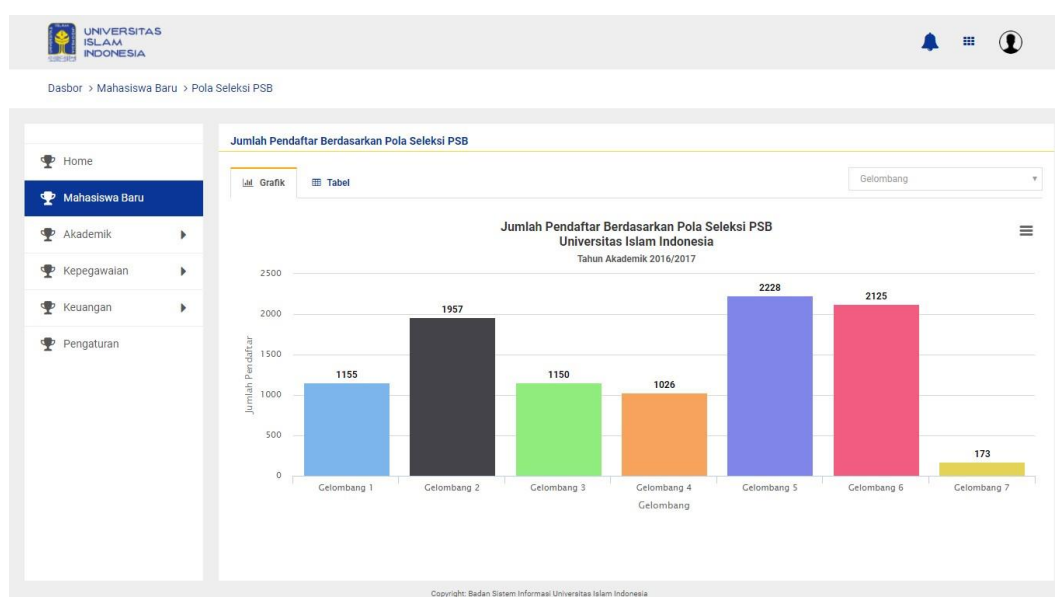 UNIVERSITAS
ISLAM
INDONESIA
Dasbor > Mahasiswa Baru > Pola Seleksi PSB
Home
Mahasiswa Baru
Akademik
Kepegawaian
Keuangan
Pengaturan
Jumlah Pendaftar Berdasarkan Pola Seleksi PSB
Grafik
Tabel
Gelombang
Jumlah Pendaftar Berdasarkan Pola Seleksi PSB
Universitas Islam Indonesia
Tahun Akademik 2016/2017
Jumlah Pendaftar
2500
2000
1500
1000
500
0
1155
1957
1150
1026
2228
2125
173
Gelombang 1
Gelombang 2
Gelombang 3
Gelombang 4
Gelombang 5
Gelombang 6
Gelombang 7
Gelombang
Copyright: Badan Sistem Informasi Universitas Islam Indonesia